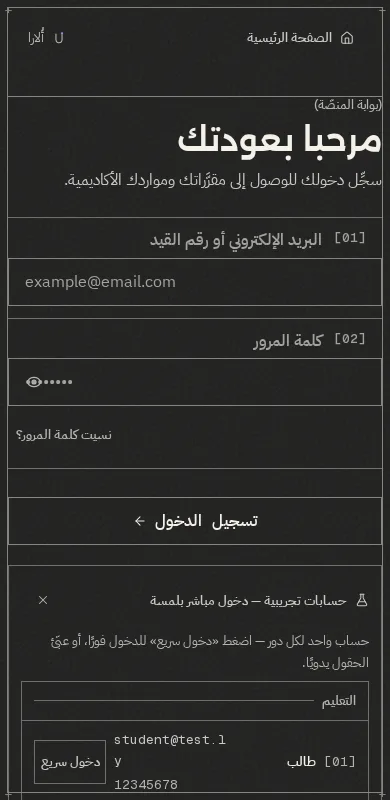 الصفحة الرئيسية
ألارا
(بوابة المنصّة)
مرحبا بعودتك
سجِّل دخولك للوصول إلى مقرَّراتك ومواردك الأكاديمية.
[01] البريد الإلكتروني أو رقم القيد
example@email.com
[02] كلمة المرور
نسيت كلمة المرور؟
تسجيل الدخول ←
حسابات تجريبية — دخول مباشر بلمسة
حساب واحد لكل دور — اضغط «دخول سريع» للدخول فورًا، أو عبّئ
الحقول يدويًا.
التعليم
[01] طالب
student@test.l
y
12345678
دخول سريع